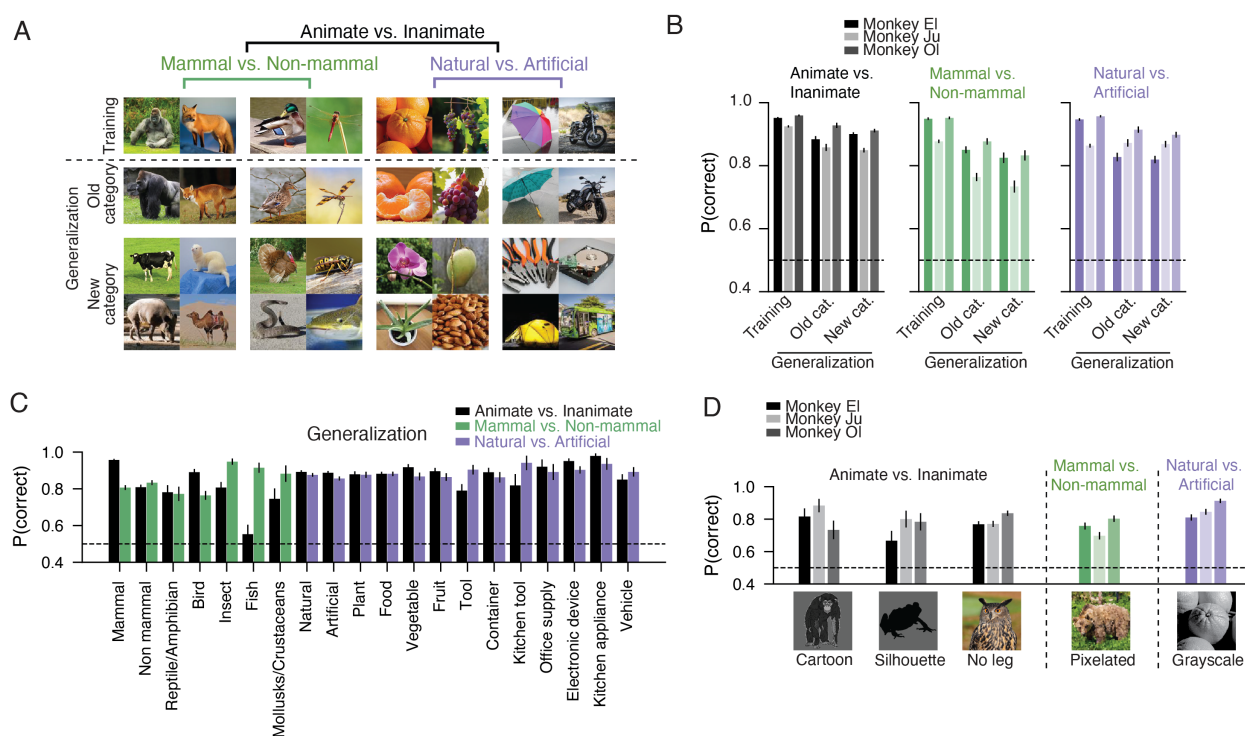 A
Animate vs. Inanimate
Mammal vs. Non-mammal
Natural vs. Artificial
Training
Generalization
Old
category
New
category
B
Monkey El
Monkey Ju
Monkey Ol
Animate vs.
Inanimate
Mammal vs.
Non-mammal
Natural vs.
Artificial
P(correct)
1.0
0.8
0.6
0.4
Training
Old cat.
New cat.
Training
Old cat.
New cat.
Training
Old cat.
New cat.
Generalization
Generalization
Generalization
C
Animate vs. Inanimate
Mammal vs. Non-mammal
Natural vs. Artificial
Generalization
P(correct)
1.0
0.8
0.6
0.4
Mammal
Non mammal
Reptile/Amphibian
Bird
Insect
Fish
Mollusks/Crustaceans
Natural
Artificial
Plant
Food
Vegetable
Fruit
Tool
Container
Kitchen tool
Office supply
Electronic device
Kitchen appliance
Vehicle
D
Monkey El
Monkey Ju
Monkey Ol
Animate vs. Inanimate
Mammal vs.
Non-mammal
Natural vs.
Artificial
P(correct)
1.0
0.8
0.6
0.4
Cartoon
Silhouette
No leg
Pixelated
Grayscale